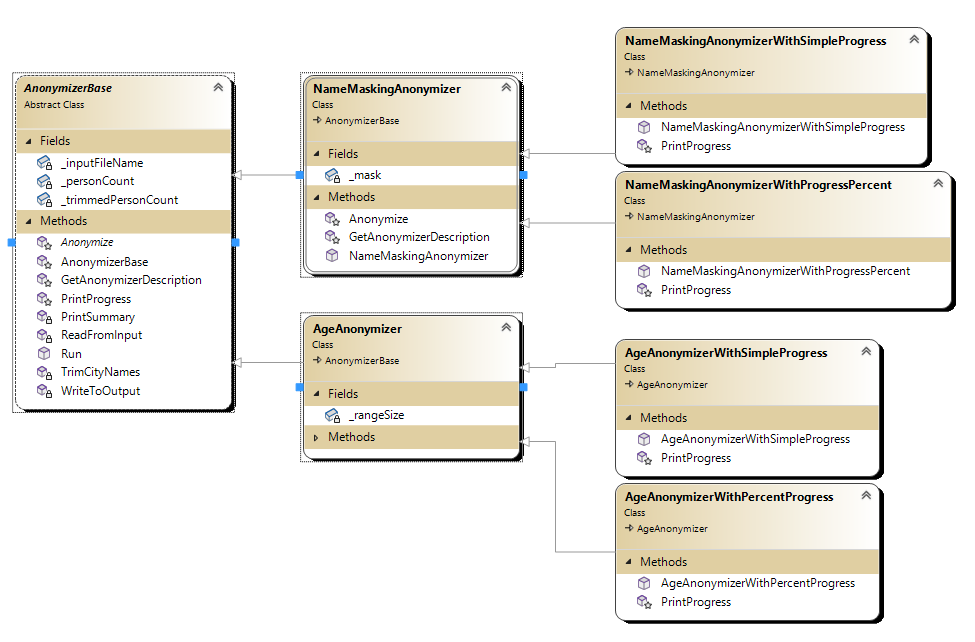 AnonymizerBase
Abstract Class
Fields
_inputFileName
_personCount
_trimmedPersonCount
Methods
Anonymize
AnonymizerBase
GetAnonymizerDescription
PrintProgress
PrintSummary
ReadFromInput
Run
TrimCityNames
WriteToOutput
NameMaskingAnonymizer
Class
AnonymizerBase
Fields
_mask
Methods
Anonymize
GetAnonymizerDescription
NameMaskingAnonymizer
AgeAnonymizer
Class
AnonymizerBase
Fields
_rangeSize
Methods
NameMaskingAnonymizerWithSimpleProgress
Class
NameMaskingAnonymizer
Methods
NameMaskingAnonymizerWithSimpleProgress
PrintProgress
NameMaskingAnonymizerWithProgressPercent
Class
NameMaskingAnonymizer
Methods
NameMaskingAnonymizerWithProgressPercent
PrintProgress
AgeAnonymizerWithSimpleProgress
Class
AgeAnonymizer
Methods
AgeAnonymizerWithSimpleProgress
PrintProgress
AgeAnonymizerWithPercentProgress
Class
AgeAnonymizer
Methods
AgeAnonymizerWithPercentProgress
PrintProgress